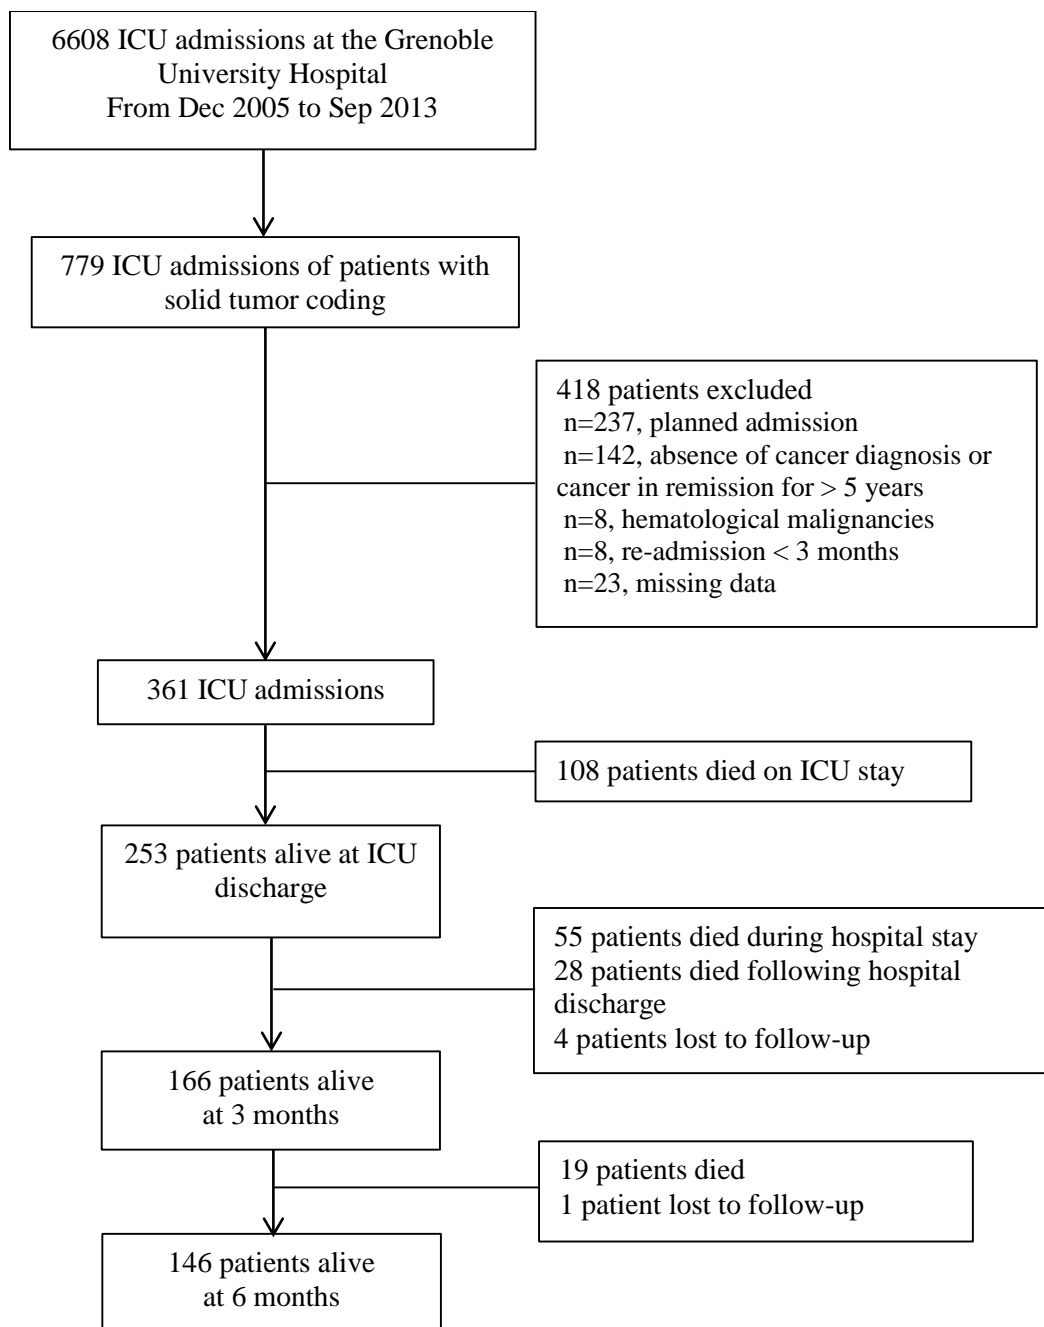 6608 ICU admissions at the Grenoble
University Hospital
From Dec 2005 to Sep 2013
779 ICU admissions of patients with
solid tumor coding
418 patients excluded
n=237, planned admission
n=142, absence of cancer diagnosis or
cancer in remission for > 5 years
n=8, hematological malignancies
n=8, re-admission < 3 months
n=23, missing data
361 ICU admissions
108 patients died on ICU stay
253 patients alive at ICU
discharge
55 patients died during hospital stay
28 patients died following hospital
discharge
4 patients lost to follow-up
166 patients alive
at 3 months
19 patients died
1 patient lost to follow-up
146 patients alive
at 6 months